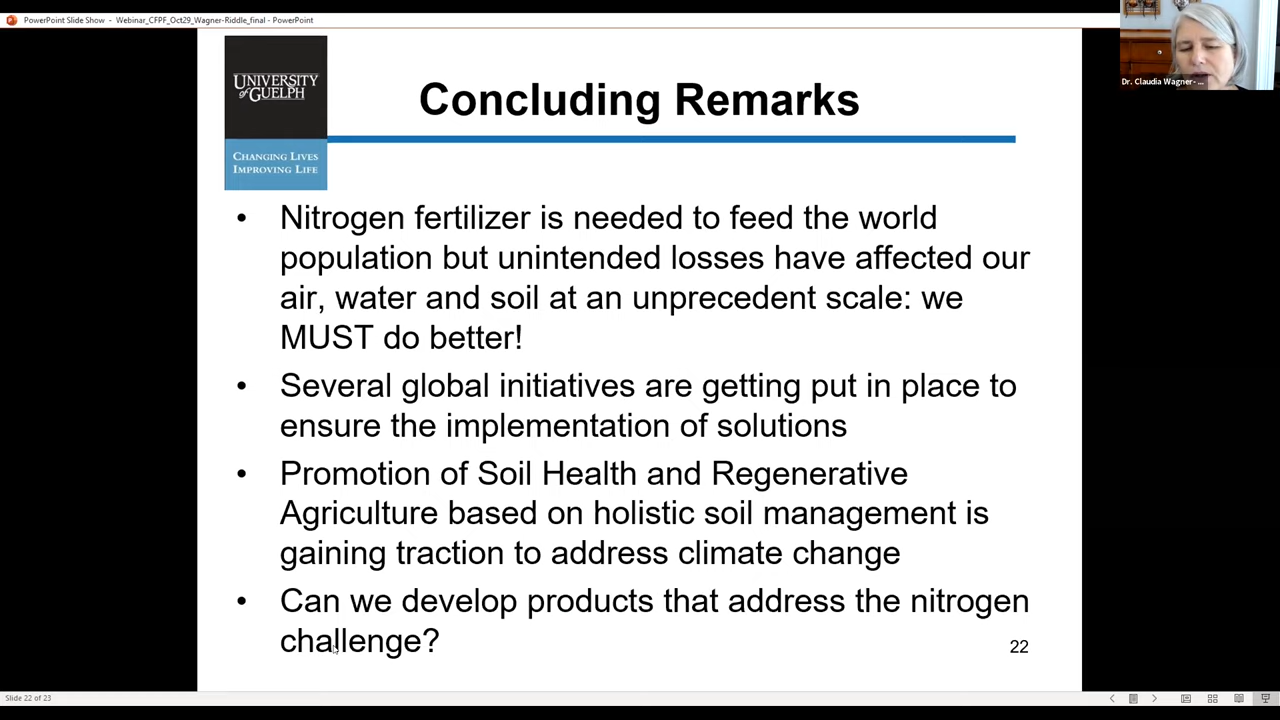 PowerPoint Slide Show - Webinar_CFPF_Oct29_Wagner-Riddle_final - PowerPoint
Dr. Claudia Wagner- ...
UNIVERSITY
of GUELPH
CHANGING LIVES
IMPROVING LIFE
Concluding Remarks
• Nitrogen fertilizer is needed to feed the world
population but unintended losses have affected our
air, water and soil at an unprecedent scale: we
MUST do better!
• Several global initiatives are getting put in place to
ensure the implementation of solutions
• Promotion of Soil Health and Regenerative
Agriculture based on holistic soil management is
gaining traction to address climate change
• Can we develop products that address the nitrogen
challenge?
22
Slide 22 of 23